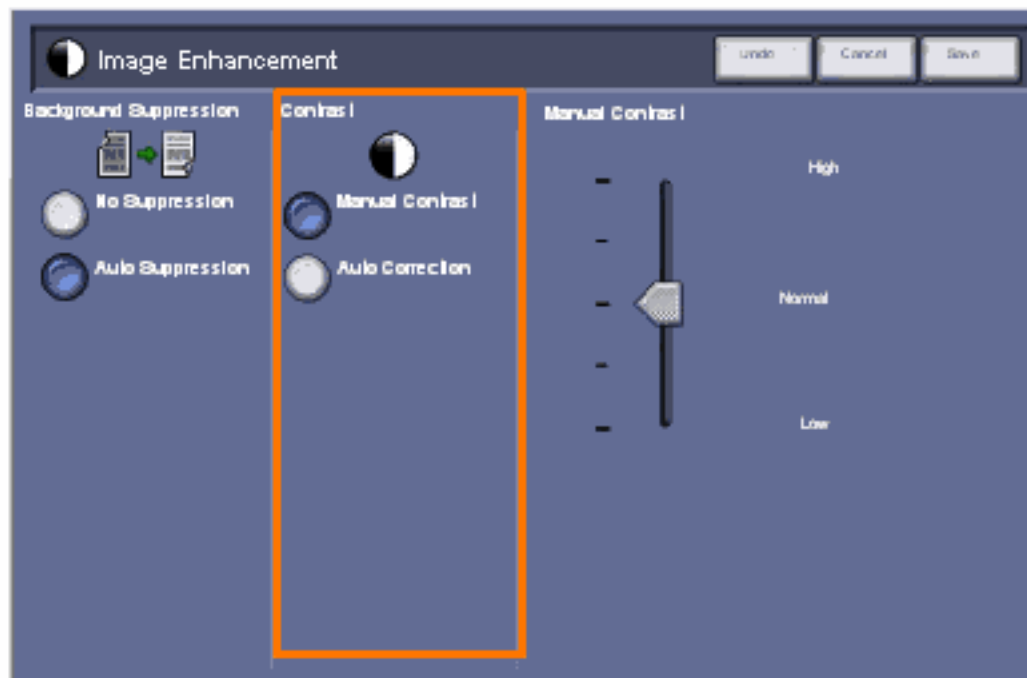 Image Enhancement
Undo
Cancel
Save
Background Suppression
No Suppression
Auto Suppression
Contrast
Manual Contrast
Auto Correction
Manual Contrast
High
Normal
Low